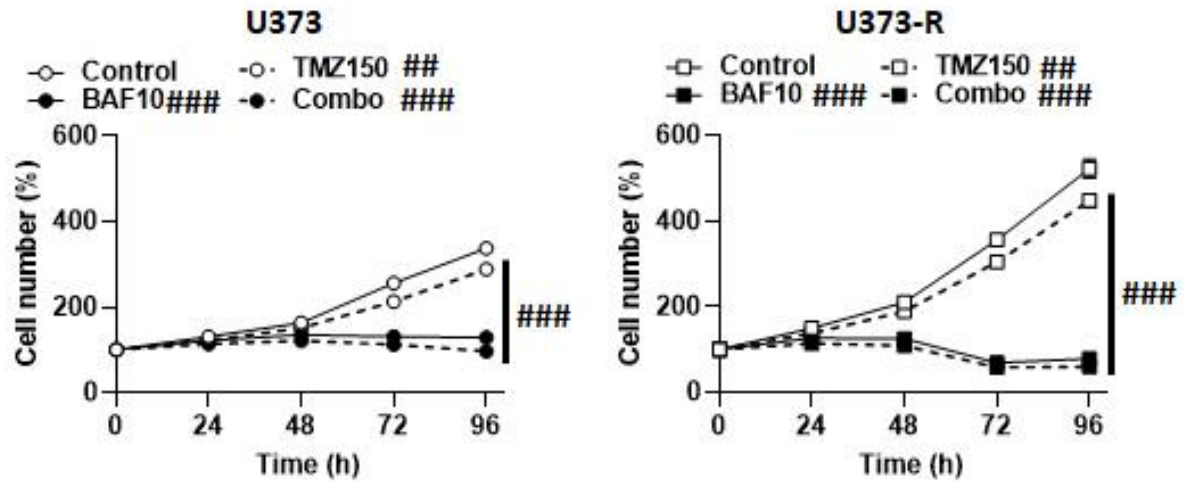 U373
Control
TMZ150 ##
BAF10###
Combo ###
Cell number (%)
600
400
200
0
###
0 24 48 72 96
Time (h)
U373-R
Control
TMZ150 ##
BAF10 ###
Combo ###
Cell number (%)
600
400
200
0
###
0 24 48 72 96
Time (h)